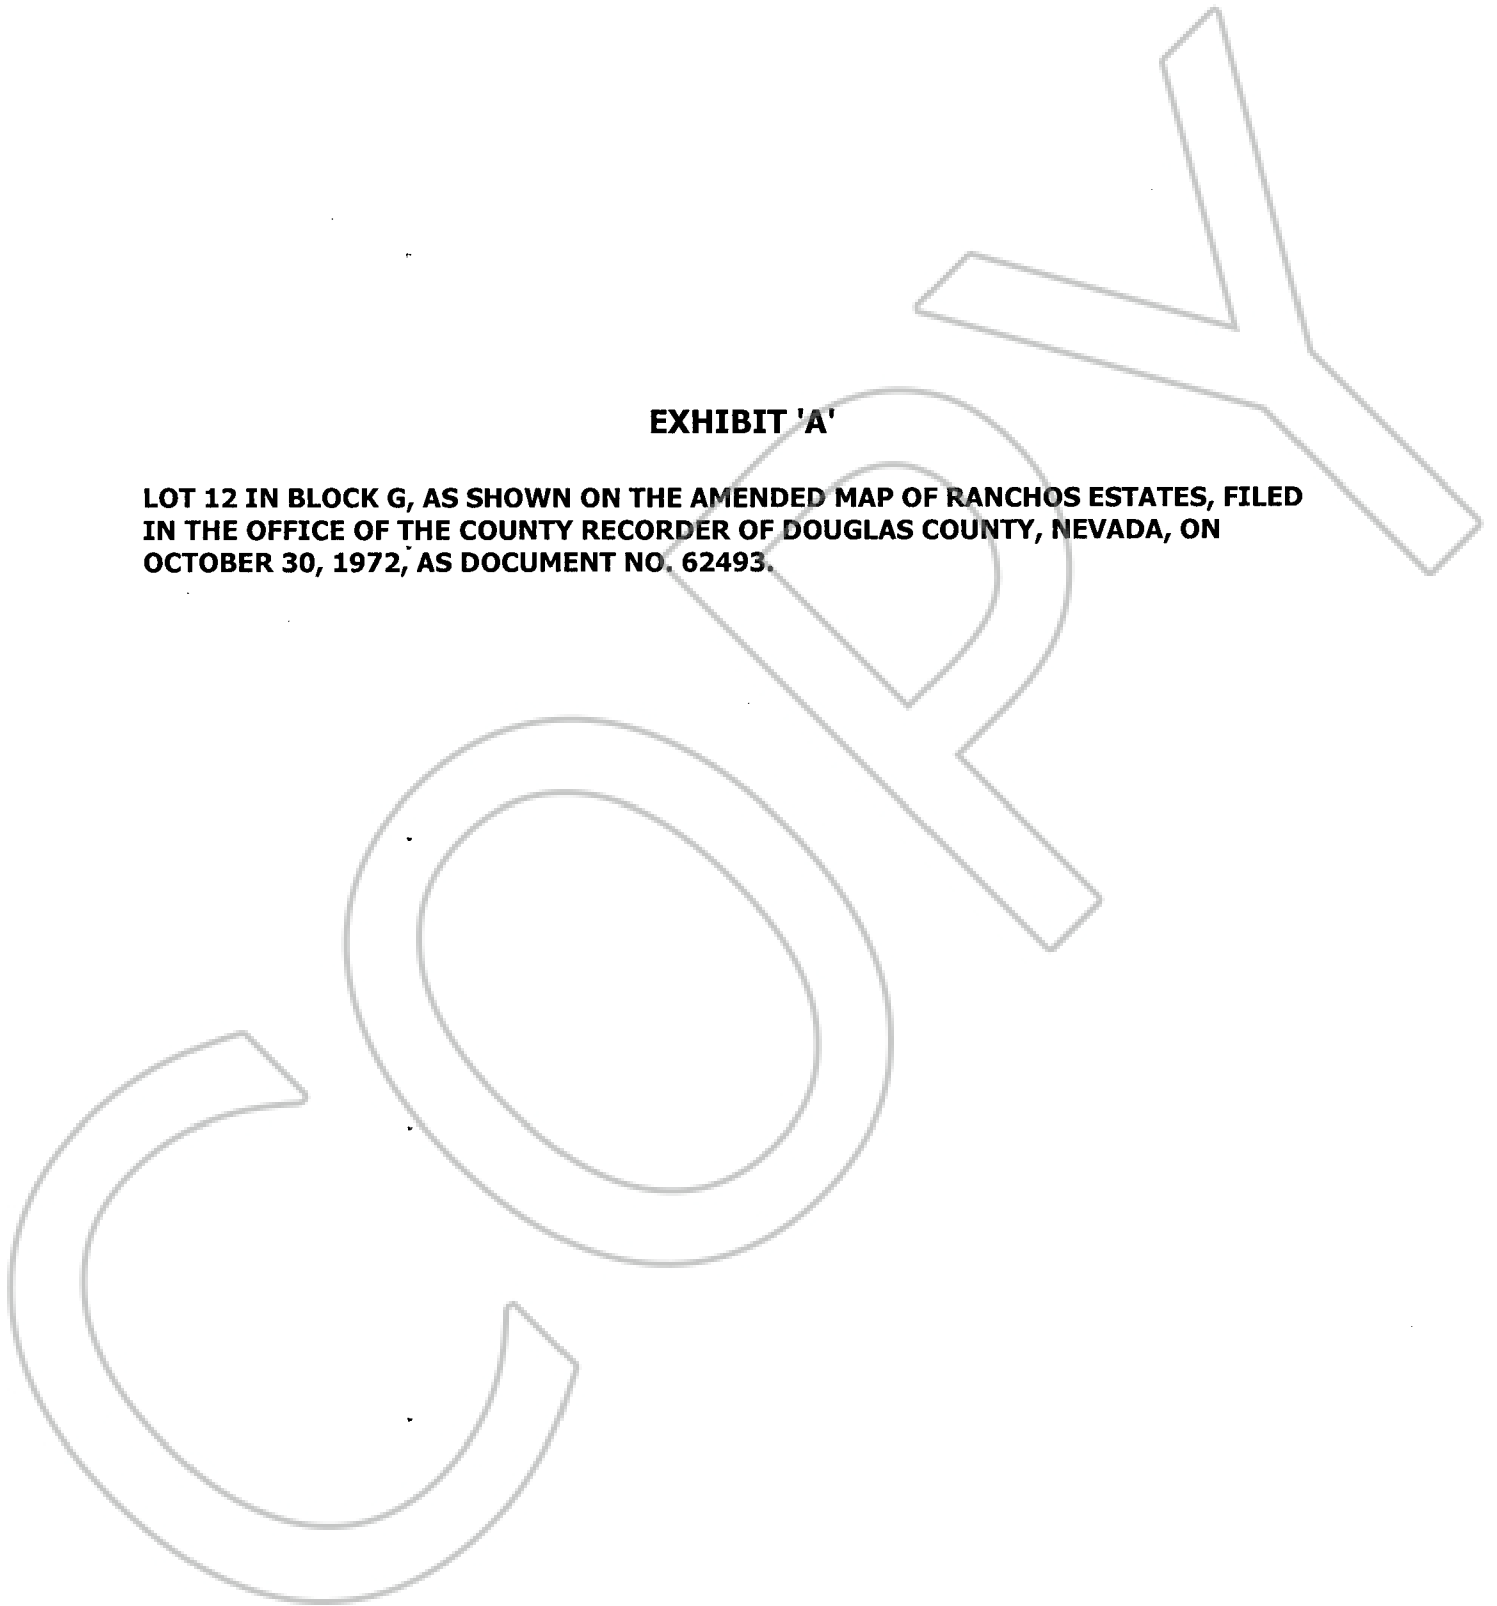 EXHIBIT 'A'
LOT 12 IN BLOCK G, AS SHOWN ON THE AMENDED MAP OF RANCHOS ESTATES, FILED
IN THE OFFICE OF THE COUNTY RECORDER OF DOUGLAS COUNTY, NEVADA, ON
OCTOBER 30, 1972, AS DOCUMENT NO. 62493.
COPY